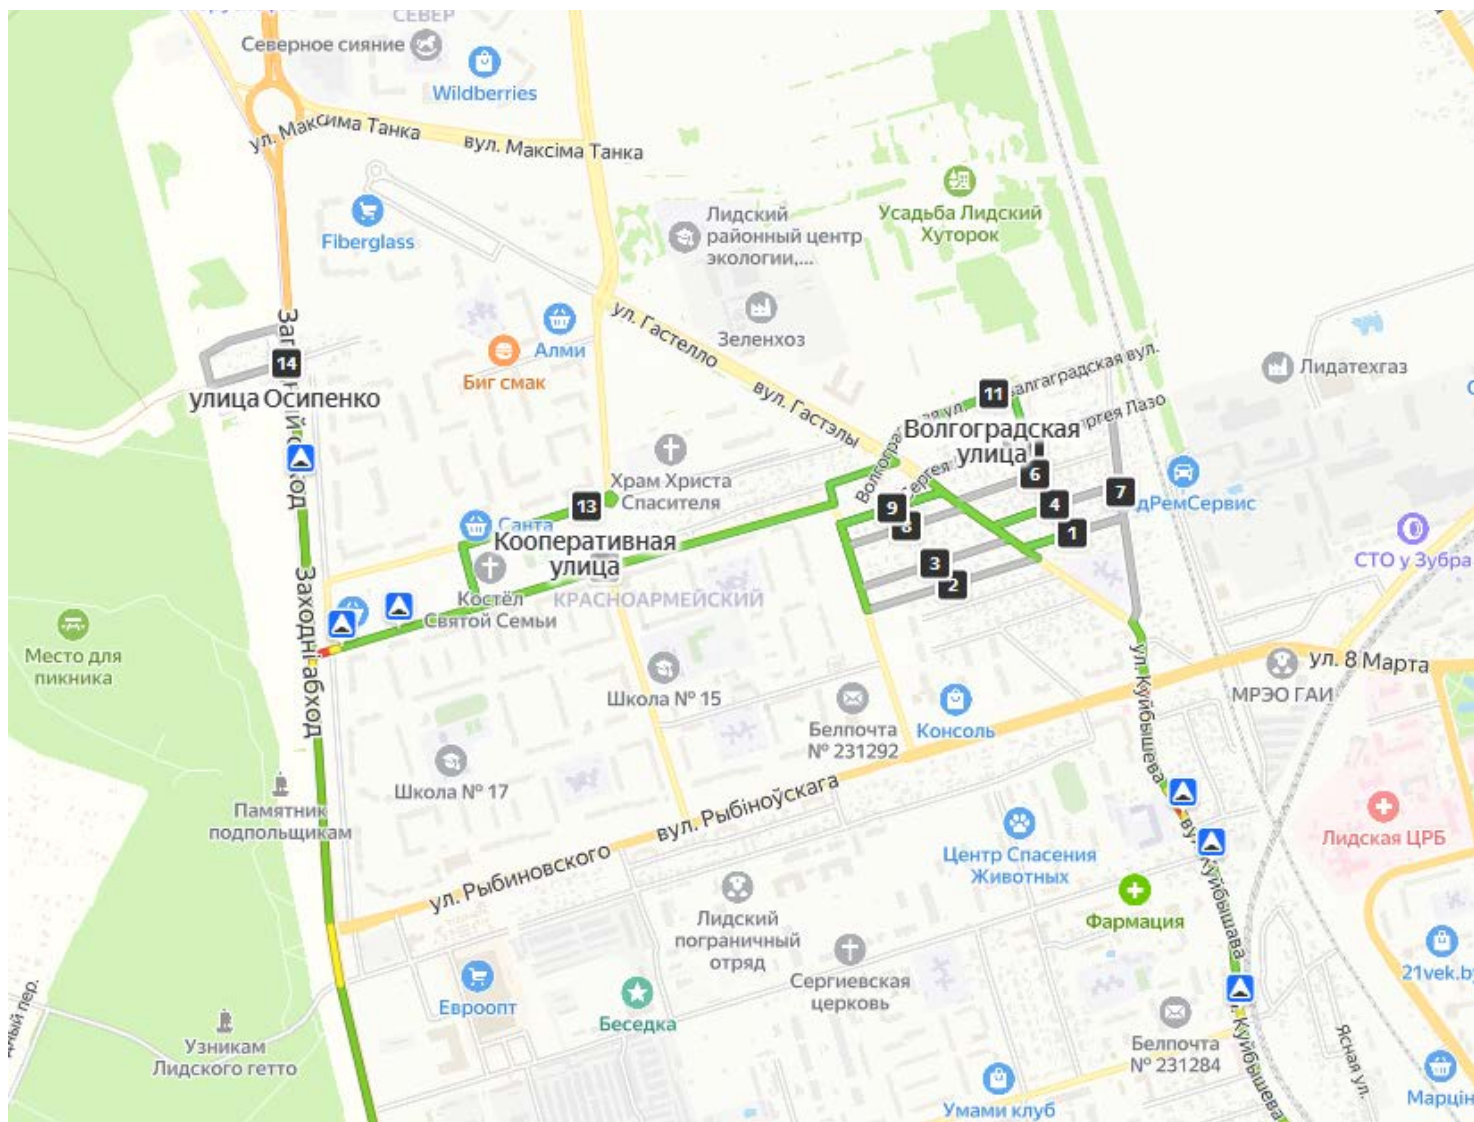 СЕВЕР
Северное сияние
Wildberries
ул. Максима Танка
вул. Максіма Танка
Fiberglass
Лидский
районный центр
экологии,...
Усадьба Лидский
Хуторок
Зеленхоз
ул. Гастелло
вул. Гастэлы
Алми
Биг смак
14
улица Осипенко
Лидатехгаз
11
Волгоградская
улица
6
7
4
1
9
8
3
2
дРемСервис
СТО у Зубра
Храм Христа
Спасителя
13
Санта
Кооперативная
улица
Костёл
Святой Семьи
КРАСНОАРМЕЙСКИЙ
Заходні абход
Место для
пикника
Школа № 15
Белпочта
№ 231292
Консоль
ул. 8 Марта
МРЭО ГАИ
ул. Куйбышева
Школа № 17
Памятник
подпольщикам
ул. Рыбиновского
вул. Рыбіноўскага
Центр Спасения
Животных
Лидская ЦРБ
Фармация
Лидский
пограничный
отряд
Сергиевская
церковь
Евроопт
Беседка
21vek.b
Узникам
Лидского гетто
Белпочта
№ 231284
Ясная ул.
Куйбышева
Умами клуб
Марцін